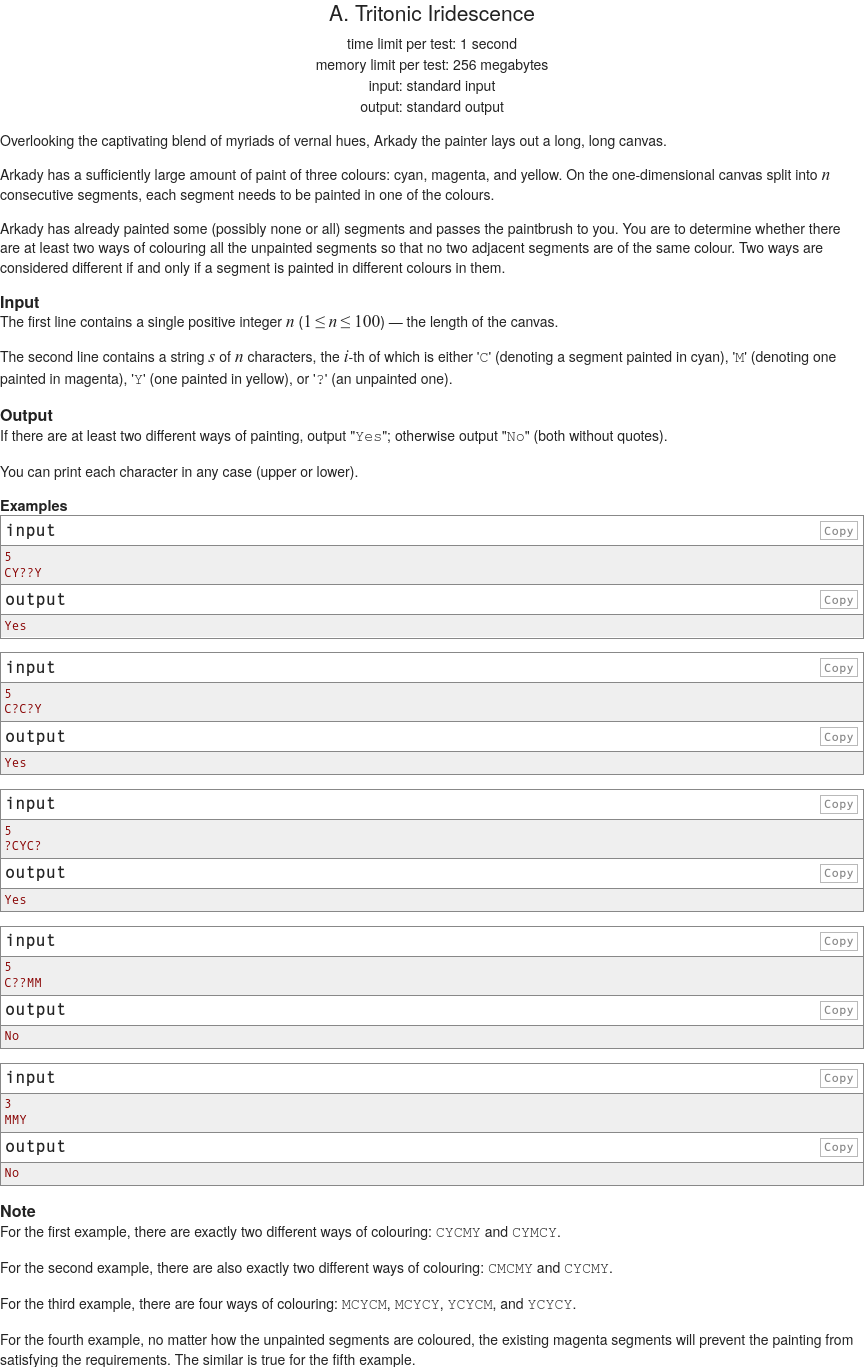 A. Tritonic Iridescence
time limit per test: 1 second
memory limit per test: 256 megabytes
input: standard input
output: standard output
Overlooking the captivating blend of myriads of vernal hues, Arkady the painter lays out a long, long canvas.
Arkady has a sufficiently large amount of paint of three colours: cyan, magenta, and yellow. On the one-dimensional canvas split into n
consecutive segments, each segment needs to be painted in one of the colours.
Arkady has already painted some (possibly none or all) segments and passes the paintbrush to you. You are to determine whether there
are at least two ways of colouring all the unpainted segments so that no two adjacent segments are of the same colour. Two ways are
considered different if and only if a segment is painted in different colours in them.
Input
The first line contains a single positive integer n (1 ≤ n ≤ 100) — the length of the canvas.
The second line contains a string s of n characters, the i-th of which is either 'C' (denoting a segment painted in cyan), 'M' (denoting one
painted in magenta), 'Y' (one painted in yellow), or '?' (an unpainted one).
Output
If there are at least two different ways of painting, output "Yes"; otherwise output "No" (both without quotes).
You can print each character in any case (upper or lower).
Examples
input Copy
5
CY??Y
output Copy
Yes
input Copy
5
C?C?Y
output Copy
Yes
input Copy
5
?CYC?
output Copy
Yes
input Copy
5
C??MM
output Copy
No
input Copy
3
MMY
output Copy
No
Note
For the first example, there are exactly two different ways of colouring: CYCMY and CYMCY.
For the second example, there are also exactly two different ways of colouring: CMCMY and CYCMY.
For the third example, there are four ways of colouring: MCYCM, MCYCY, YCYCM, and YCYCY.
For the fourth example, no matter how the unpainted segments are coloured, the existing magenta segments will prevent the painting from
satisfying the requirements. The similar is true for the fifth example.